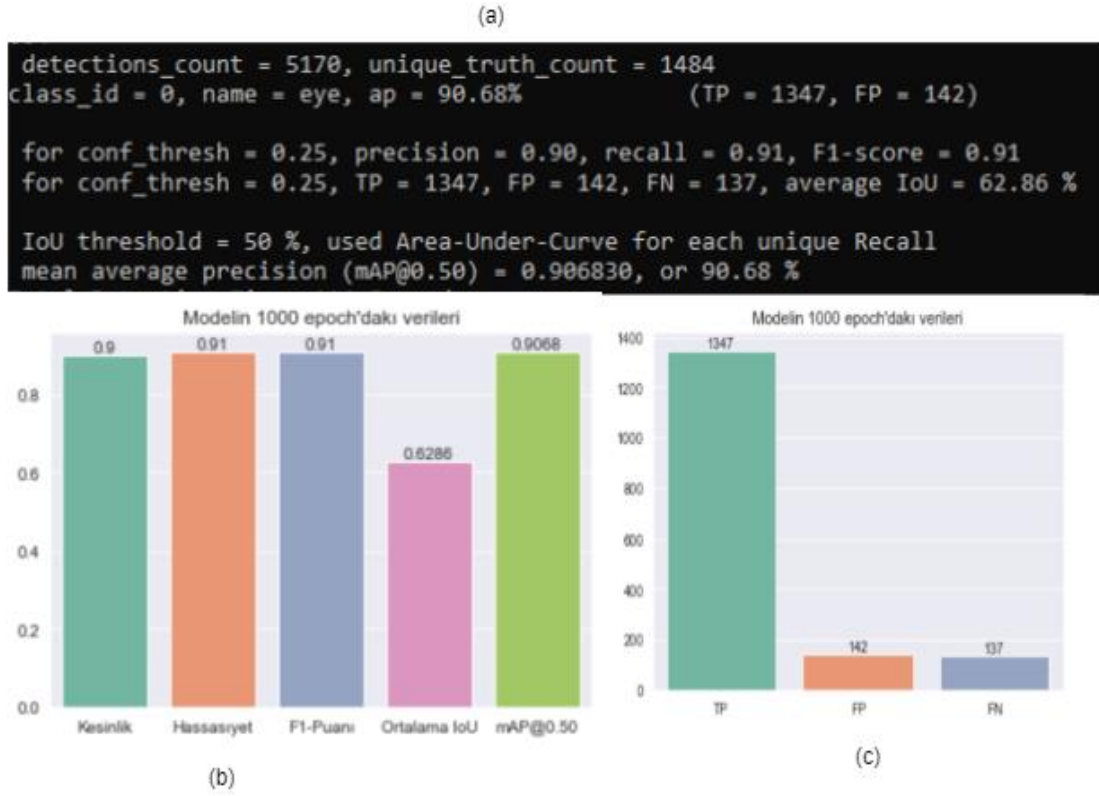 (a)
detections_count = 5170, unique_truth_count = 1484
class_id = 0, name = eye, ap = 90.68% (TP = 1347, FP = 142)
for conf_thresh = 0.25, precision = 0.90, recall = 0.91, F1-score = 0.91
for conf_thresh = 0.25, TP = 1347, FP = 142, FN = 137, average IoU = 62.86 %
IoU threshold = 50 %, used Area-Under-Curve for each unique Recall
mean average precision (mAP@0.50) = 0.906830, or 90.68 %
Modelin 1000 epoch'dakı verileri
0.9 0.91 0.91 0.6286 0.9068
0.8
0.6
0.4
0.2
0.0
Kesinlik Hassasıyet F1-Puanı Ortalama IoU mAP@0.50
(b)
Modelin 1000 epoch'dakı verileri
1400
1347
1200
1000
800
600
400
200
142 137
0
TP FP FN
(c)